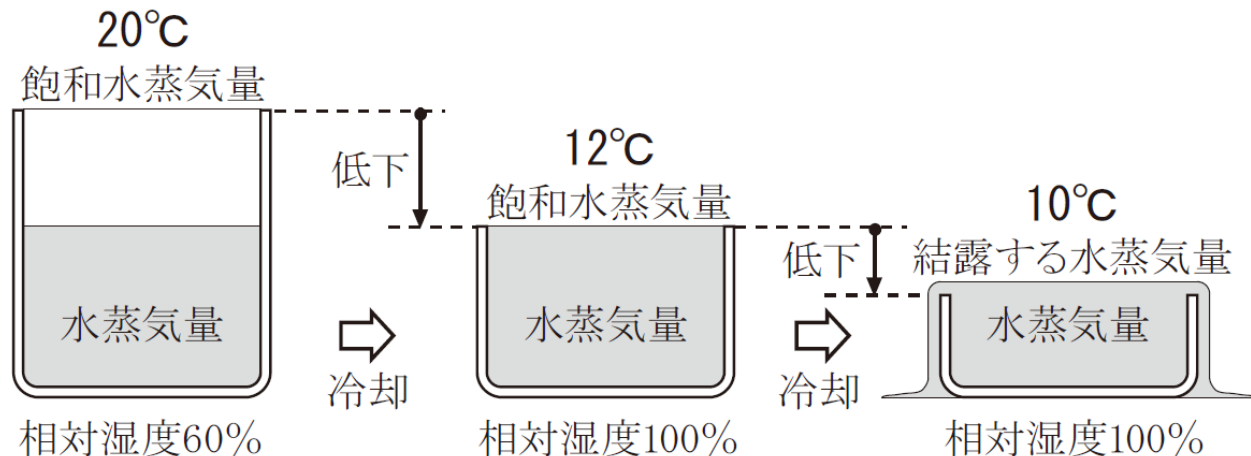 20℃
飽和水蒸気量
水蒸気量
相対湿度60%
低下
冷却
12℃
飽和水蒸気量
水蒸気量
相対湿度100%
低下
冷却
10℃
結露する水蒸気量
水蒸気量
相対湿度100%